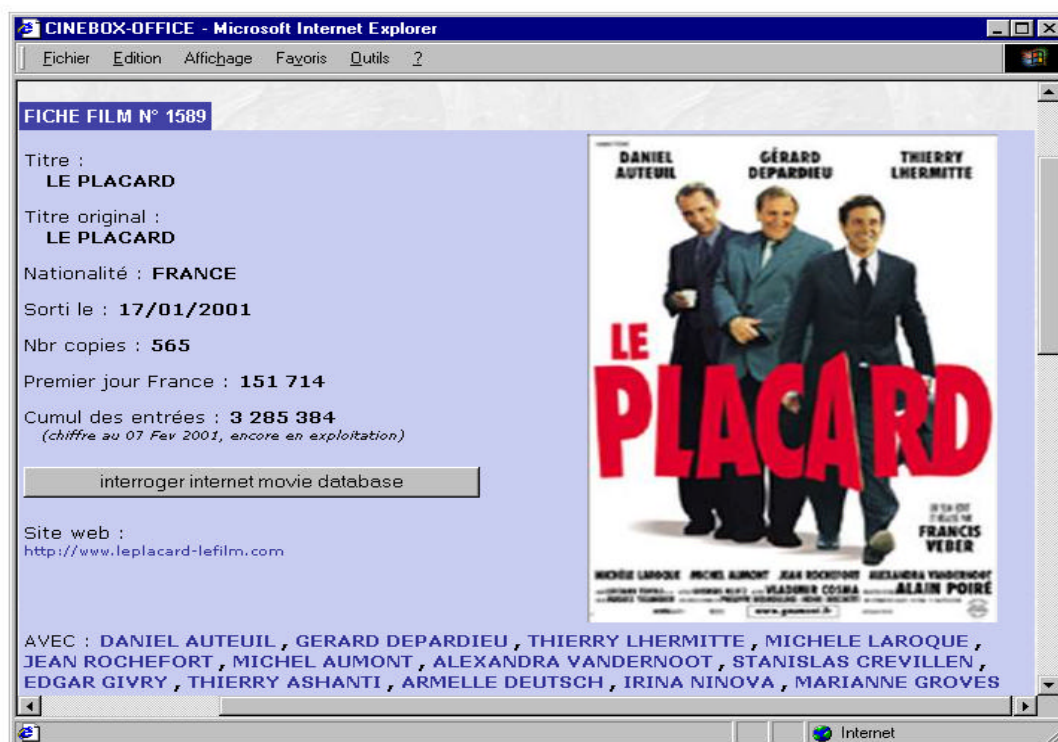 CINEBOX-OFFICE - Microsoft Internet Explorer
Fichier Edition Affichage Favoris Outils ?
FICHE FILM N° 1589
Titre :
LE PLACARD
Titre original :
LE PLACARD
Nationalité : FRANCE
Sorti le : 17/01/2001
Nbr copies : 565
Premier jour France : 151 714
Cumul des entrées : 3 285 384
(chiffre au 07 Fev 2001, encore en exploitation)
interroger internet movie database
Site web :
http://www.leplacard-lefilm.com
DANIEL AUTEUIL
GÉRARD DEPARDIEU
THIERRY LHERMITTE
LE
PLACARD
FRANCIS
VEBER
MICHÈLE LAROQUE MICHEL AUMONT JEAN ROCHEFORT ALEXANDRA VANDERNOOT
VLADIMIR COSMA
ALAIN POIRÉ
www.gaumont.fr
AVEC : DANIEL AUTEUIL , GERARD DEPARDIEU , THIERRY LHERMITTE , MICHELE LAROQUE ,
JEAN ROCHEFORT , MICHEL AUMONT , ALEXANDRA VANDERNOOT , STANISLAS CREVILLEN ,
EDGAR GIVRY , THIERRY ASHANTI , ARMELLE DEUTSCH , IRINA NINOVA , MARIANNE GROVES
Internet